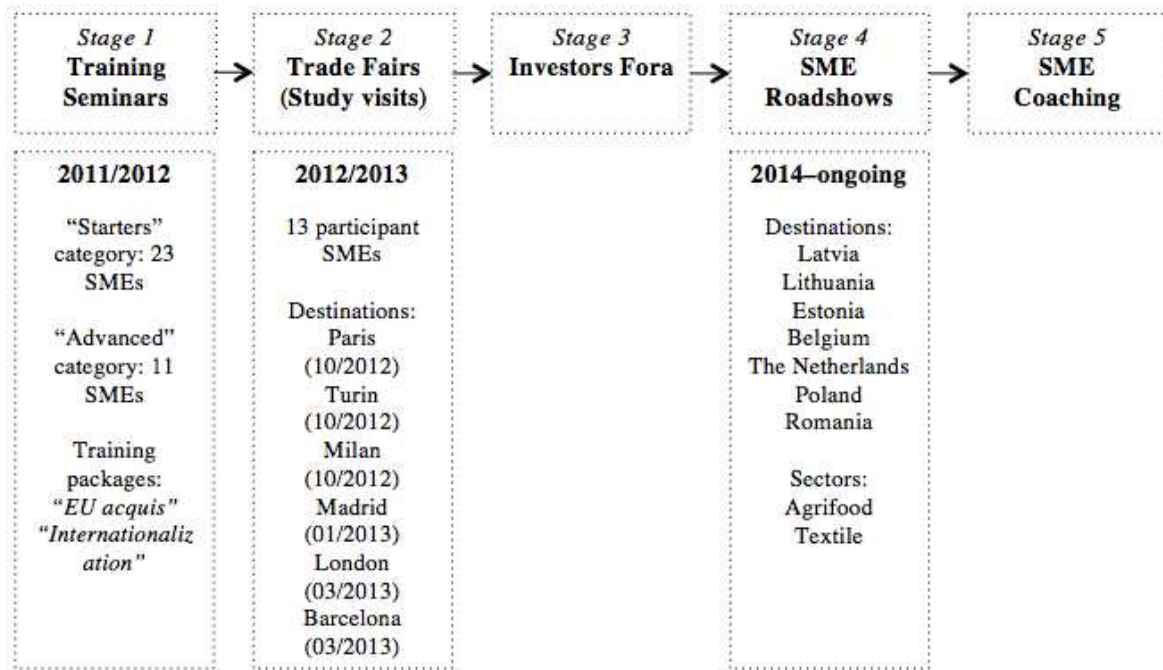 Stage 1
Training
Seminars
Stage 2
Trade Fairs
(Study visits)
Stage 3
Investors Fora
Stage 4
SME
Roadshows
Stage 5
SME
Coaching
2011/2012
“Starters”
category: 23
SMEs
“Advanced”
category: 11
SMEs
Training
packages:
“EU acquis”
“Internationaliz
ation”
2012/2013
13 participant
SMEs
Destinations:
Paris
(10/2012)
Turin
(10/2012)
Milan
(10/2012)
Madrid
(01/2013)
London
(03/2013)
Barcelona
(03/2013)
2014–ongoing
Destinations:
Latvia
Lithuania
Estonia
Belgium
The Netherlands
Poland
Romania
Sectors:
Agrifood
Textile